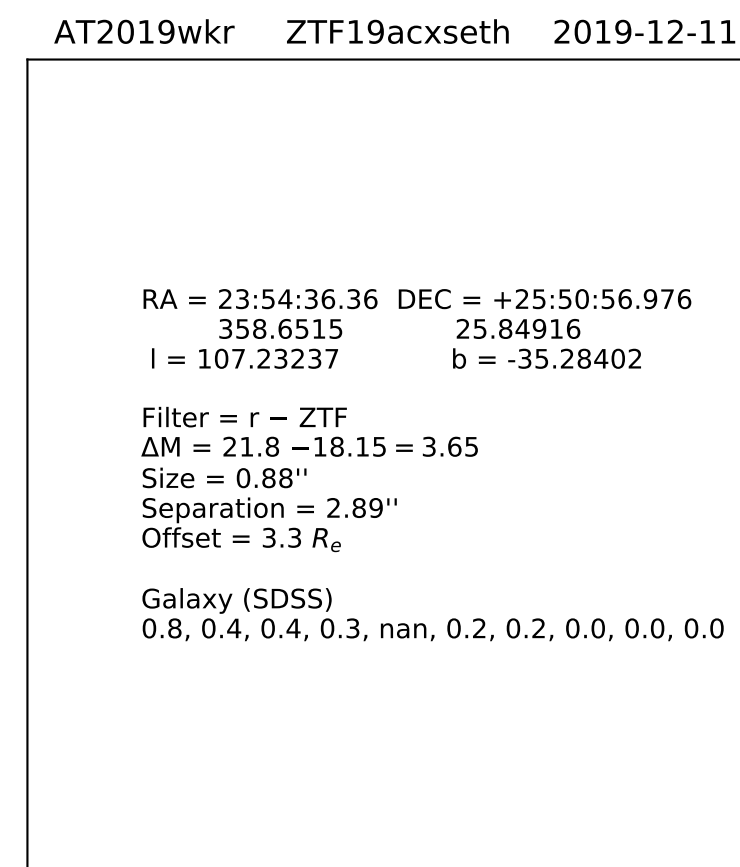 AT2019wkr ZTF19acxseth 2019-12-11
RA = 23:54:36.36 DEC = +25:50:56.976
358.6515 25.84916
l = 107.23237 b = -35.28402
Filter = r − ZTF
ΔM = 21.8 −18.15 = 3.65
Size = 0.88''
Separation = 2.89''
Offset = 3.3 Rₑ
Galaxy (SDSS)
0.8, 0.4, 0.4, 0.3, nan, 0.2, 0.2, 0.0, 0.0, 0.0